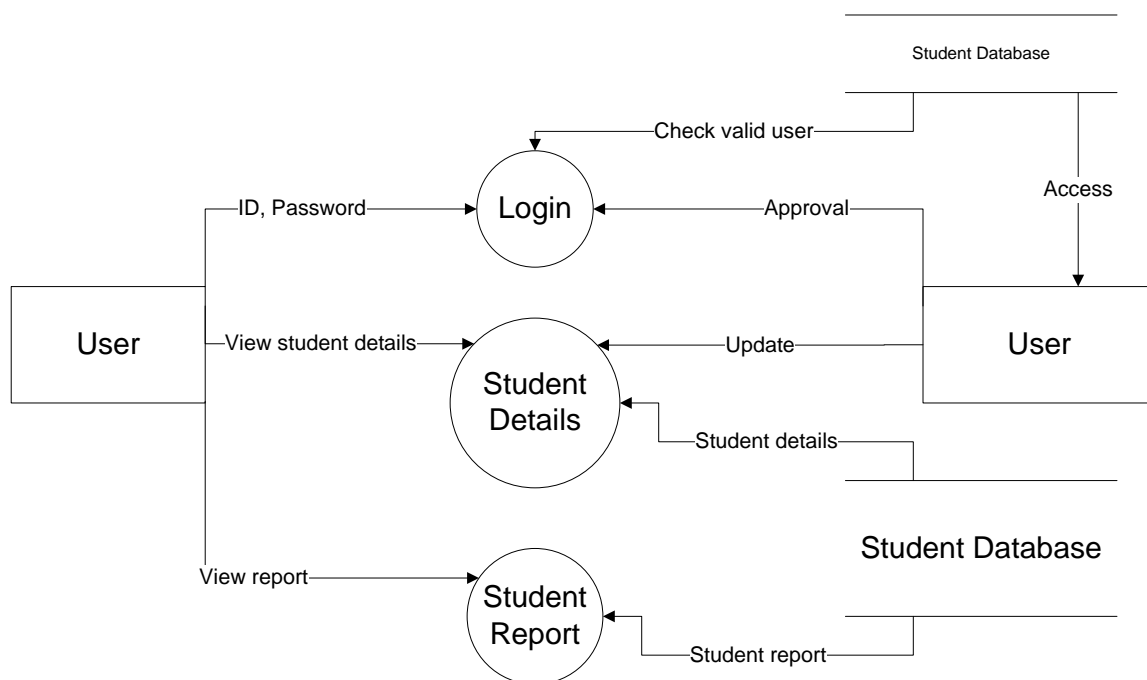 Student Database
Check valid user
Access
ID, Password
Login
Approval
User
View student details
Update
User
Student
Details
Student details
Student Database
View report
Student
Report
Student report